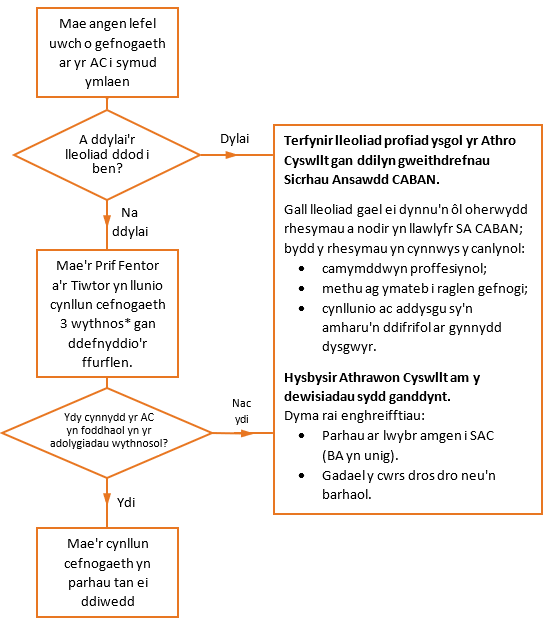 Mae angen lefel
uwch o gefnogaeth
ar yr AC i symud
ymlaen
A ddylai'r
lleoliad ddod i
ben?
Dylai
Na
ddylai
Mae'r Prif Fentor
a'r Tiwtor yn llunio
cynllun cefnogaeth
3 wythnos* gan
ddefnyddio'r
ffurflen.
Ydy cynnydd yr AC
yn foddhaol yn yr
adolygiadau wythnosol?
Nac
ydi
Ydi
Mae'r cynllun
cefnogaeth yn
parhau tan ei
ddiwedd
Terfynir lleoliad profiad ysgol yr Athro
Cyswllt gan ddilyn gweithdrefnau
Sicrhau Ansawdd CABAN.
Gall lleoliad gael ei dynnu'n ôl oherwydd
rhesymau a nodir yn llawlyfr SA CABAN;
bydd y rhesymau yn cynnwys y canlynol:
• camymddwyn proffesiynol;
• methu ag ymateb i raglen gefnogi;
• cynllunio ac addysgu sy'n
amharu'n ddifrifol ar gynnydd
dysgwyr.
Hysbysir Athrawon Cyswllt am y
dewisiadau sydd ganddynt.
Dyma rai enghreifftiau:
• Parhau ar lwybr amgen i SAC
(BA yn unig).
• Gadael y cwrs dros dro neu'n
barhaol.